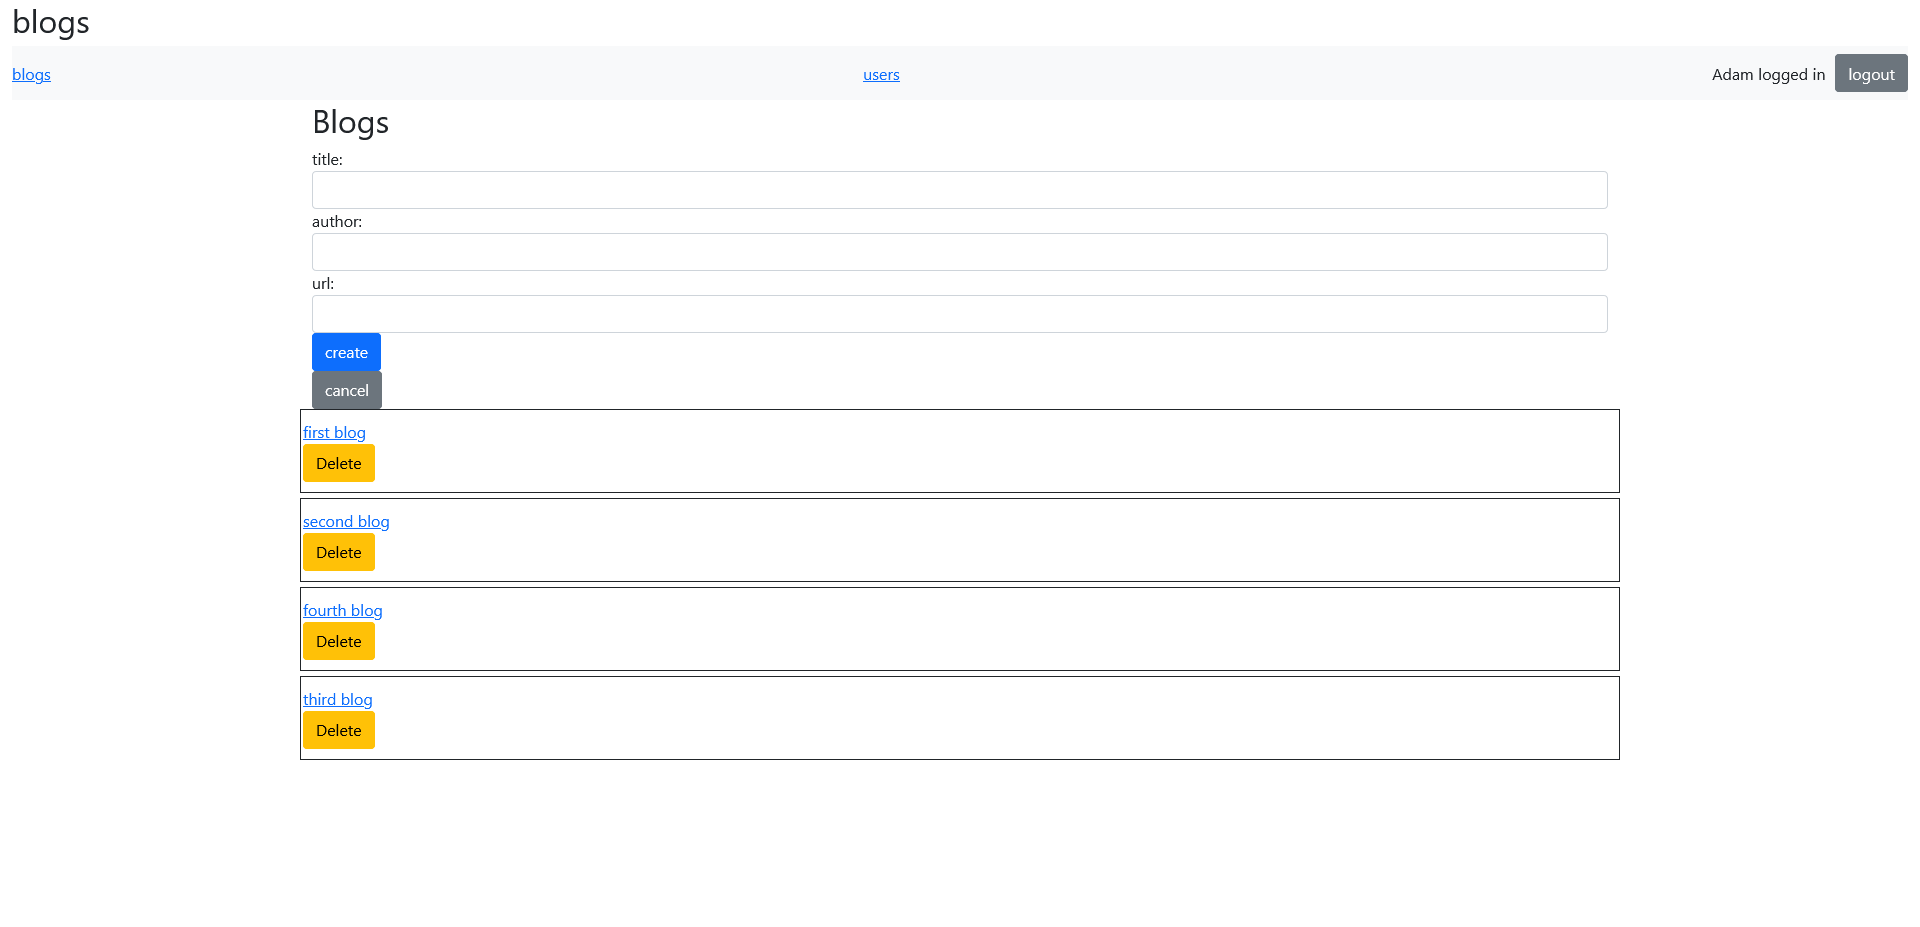 blogs
blogs users Adam logged in logout
Blogs
title:
author:
url:
create
cancel
first blog
Delete
second blog
Delete
fourth blog
Delete
third blog
Delete